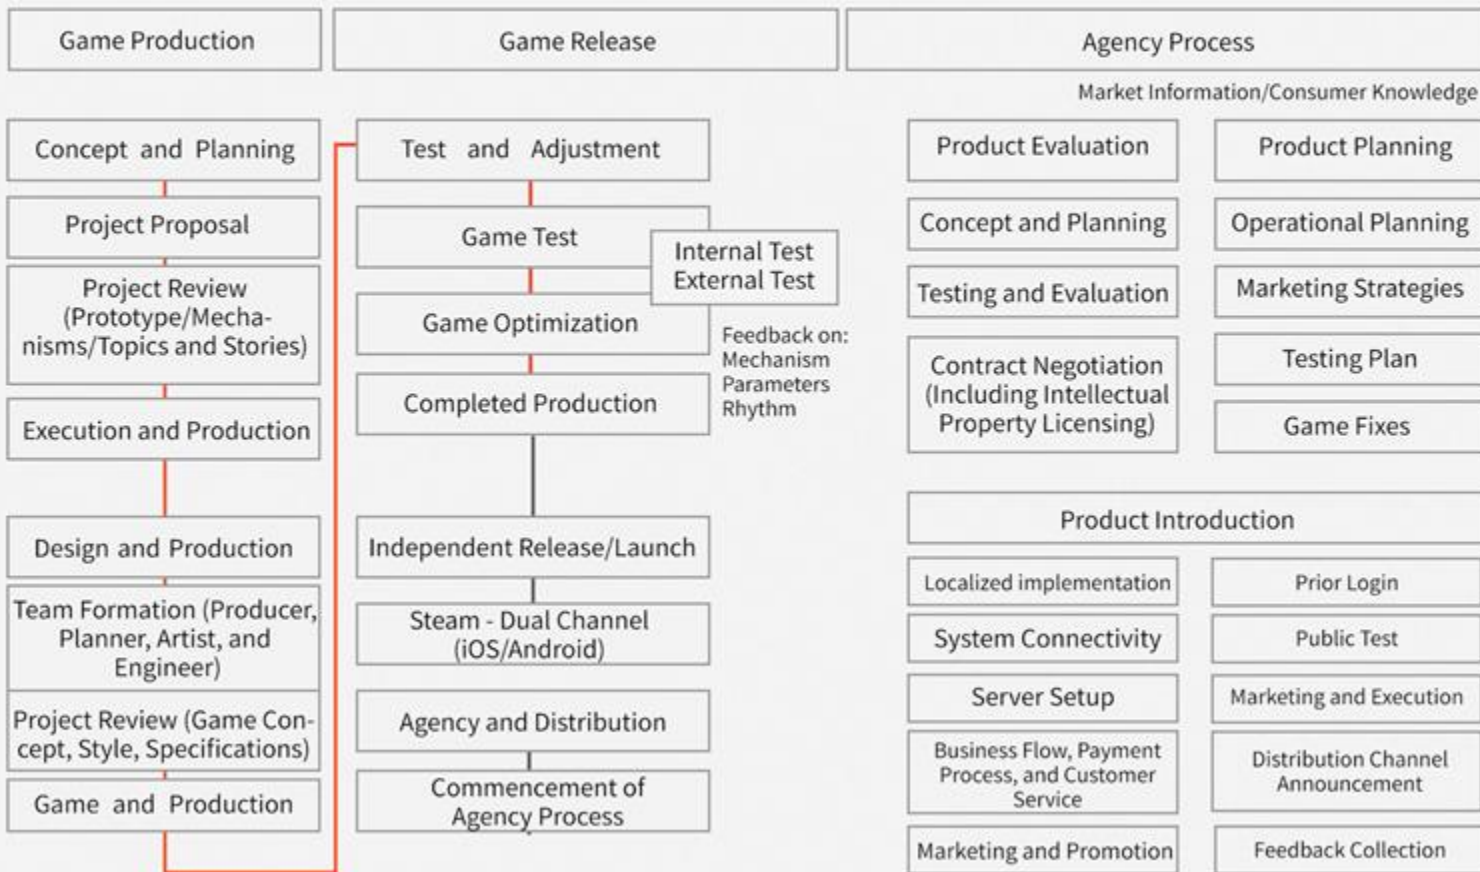 Game Production
Game Release
Agency Process
Market Information/Consumer Knowledge
Concept and Planning
Project Proposal
Project Review
(Prototype/Mecha-
nisms/Topics and Stories)
Execution and Production
Design and Production
Team Formation (Producer,
Planner, Artist, and
Engineer)
Project Review (Game Con-
cept, Style, Specifications)
Game and Production
Test and Adjustment
Game Test
Internal Test
External Test
Game Optimization
Feedback on:
Mechanism
Parameters
Rhythm
Completed Production
Independent Release/Launch
Steam - Dual Channel
(iOS/Android)
Agency and Distribution
Commencement of
Agency Process
Product Evaluation
Concept and Planning
Testing and Evaluation
Contract Negotiation
(Including Intellectual
Property Licensing)
Product Planning
Operational Planning
Marketing Strategies
Testing Plan
Game Fixes
Product Introduction
Localized implementation
System Connectivity
Server Setup
Business Flow, Payment
Process, and Customer
Service
Marketing and Promotion
Prior Login
Public Test
Marketing and Execution
Distribution Channel
Announcement
Feedback Collection